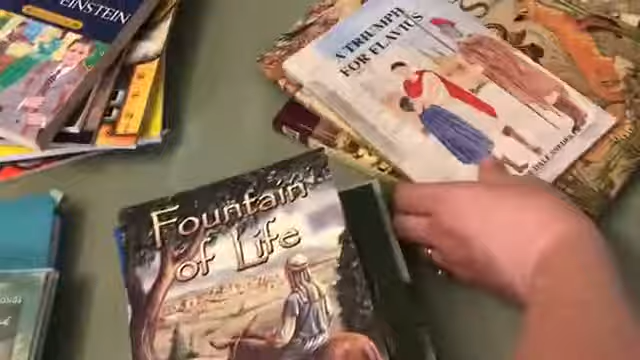 EINSTEIN
A TRIUMPH
FOR FLAVIUS
Fountain
of Life